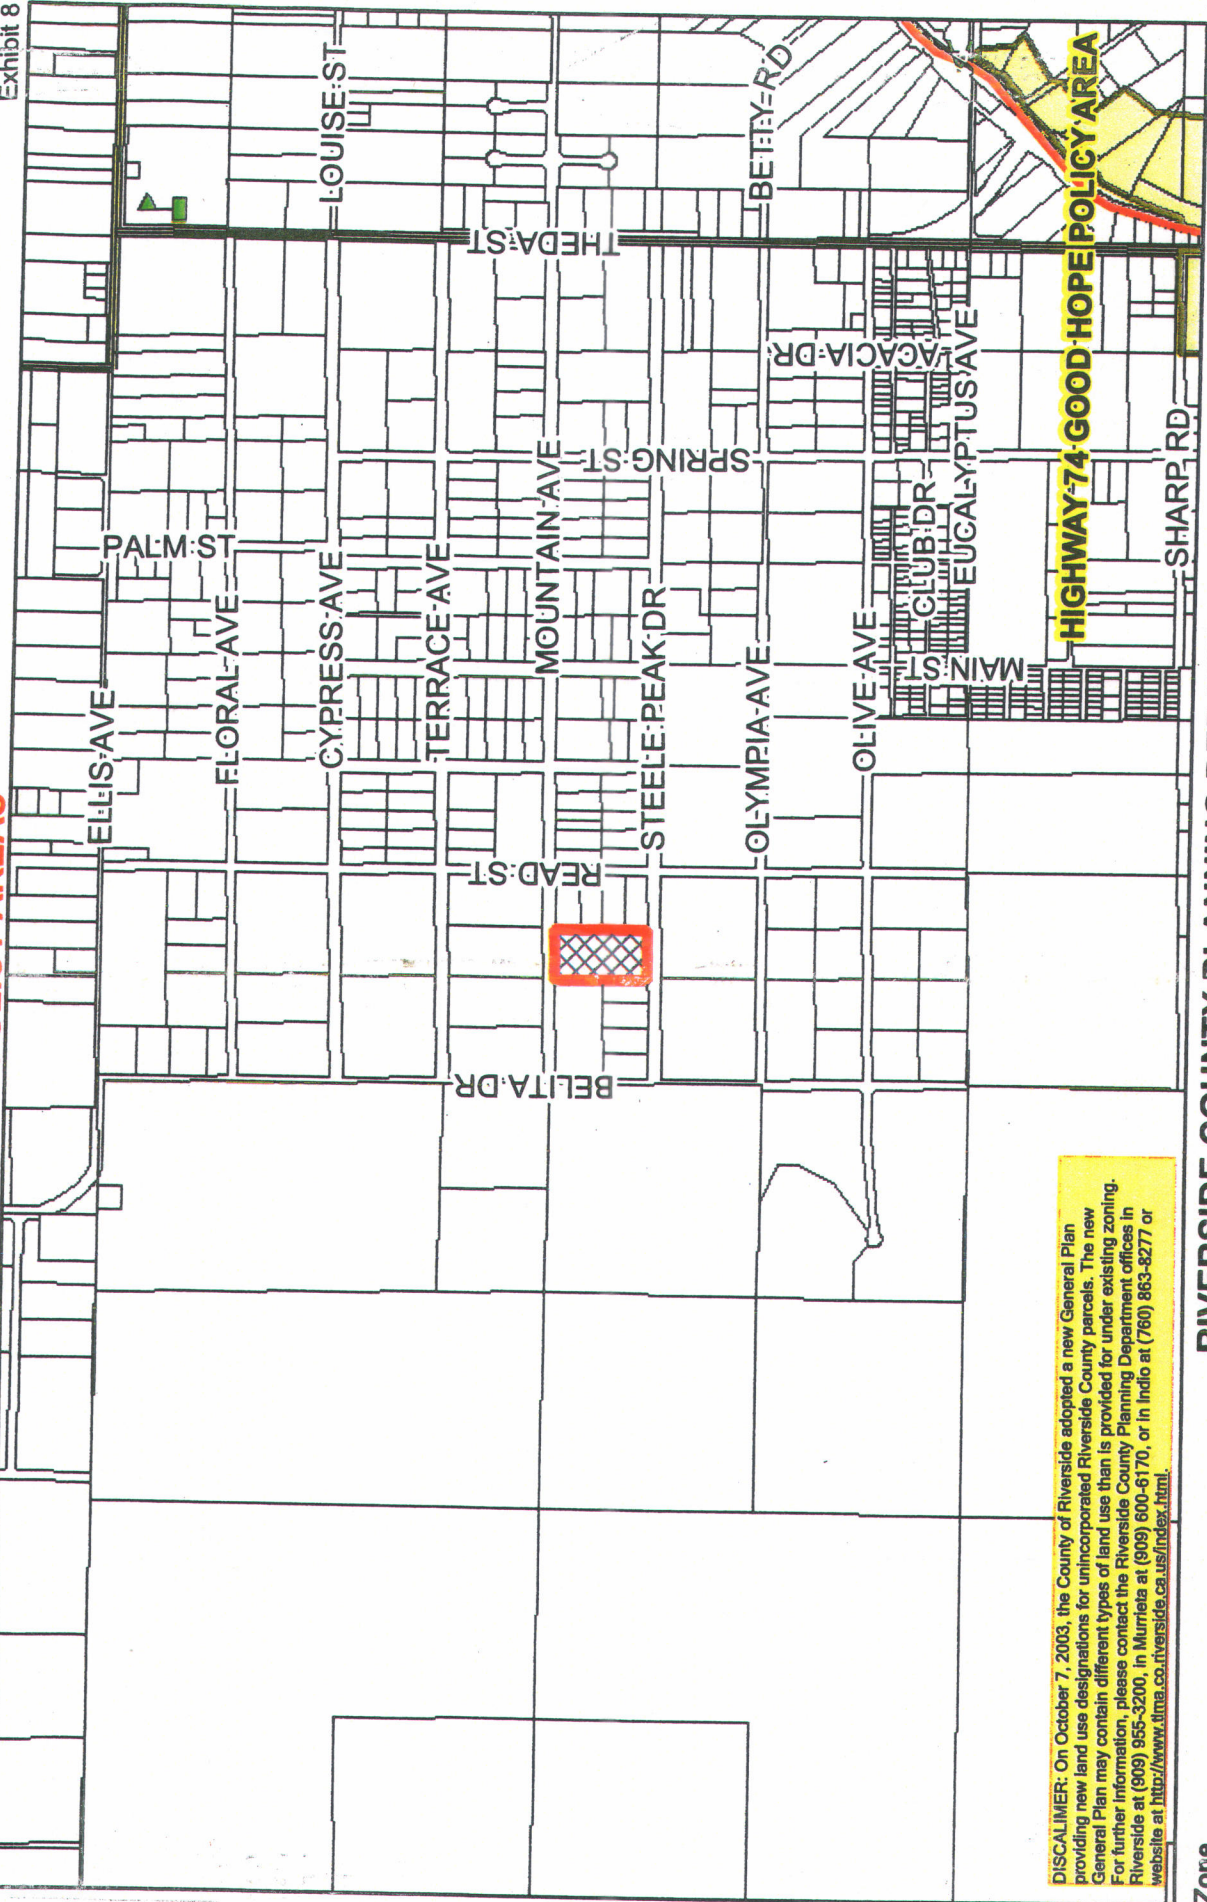 Exhibit 8
ELLIS AVE
PALM ST
FLORAL AVE
LOUISE ST
CYPRESS AVE
TERRACE AVE
THEDA ST
READ ST
MOUNTAIN AVE
BELITA DR
STEELE PEAK DR
SPRING ST
BETTY RD
OLYMPIA AVE
ACACIA DR
OLIVE AVE
CLUB DR
EUCALYPTUS AVE
MAIN ST
HIGHWAY 74 GOOD HOPE POLICY AREA
SHARP RD
DISCALIMER: On October 7, 2003, the County of Riverside adopted a new General Plan
providing new land use designations for unincorporated Riverside County parcels. The new
General Plan may contain different types of land use than is provided for under existing zoning.
For further information, please contact the Riverside County Planning Department offices in
Riverside at (909) 955-3200, in Murrieta at (909) 600-6170, or in Indio at (760) 863-8277 or
website at http://www.tlma.co.riverside.ca.us/index.html.
Zone